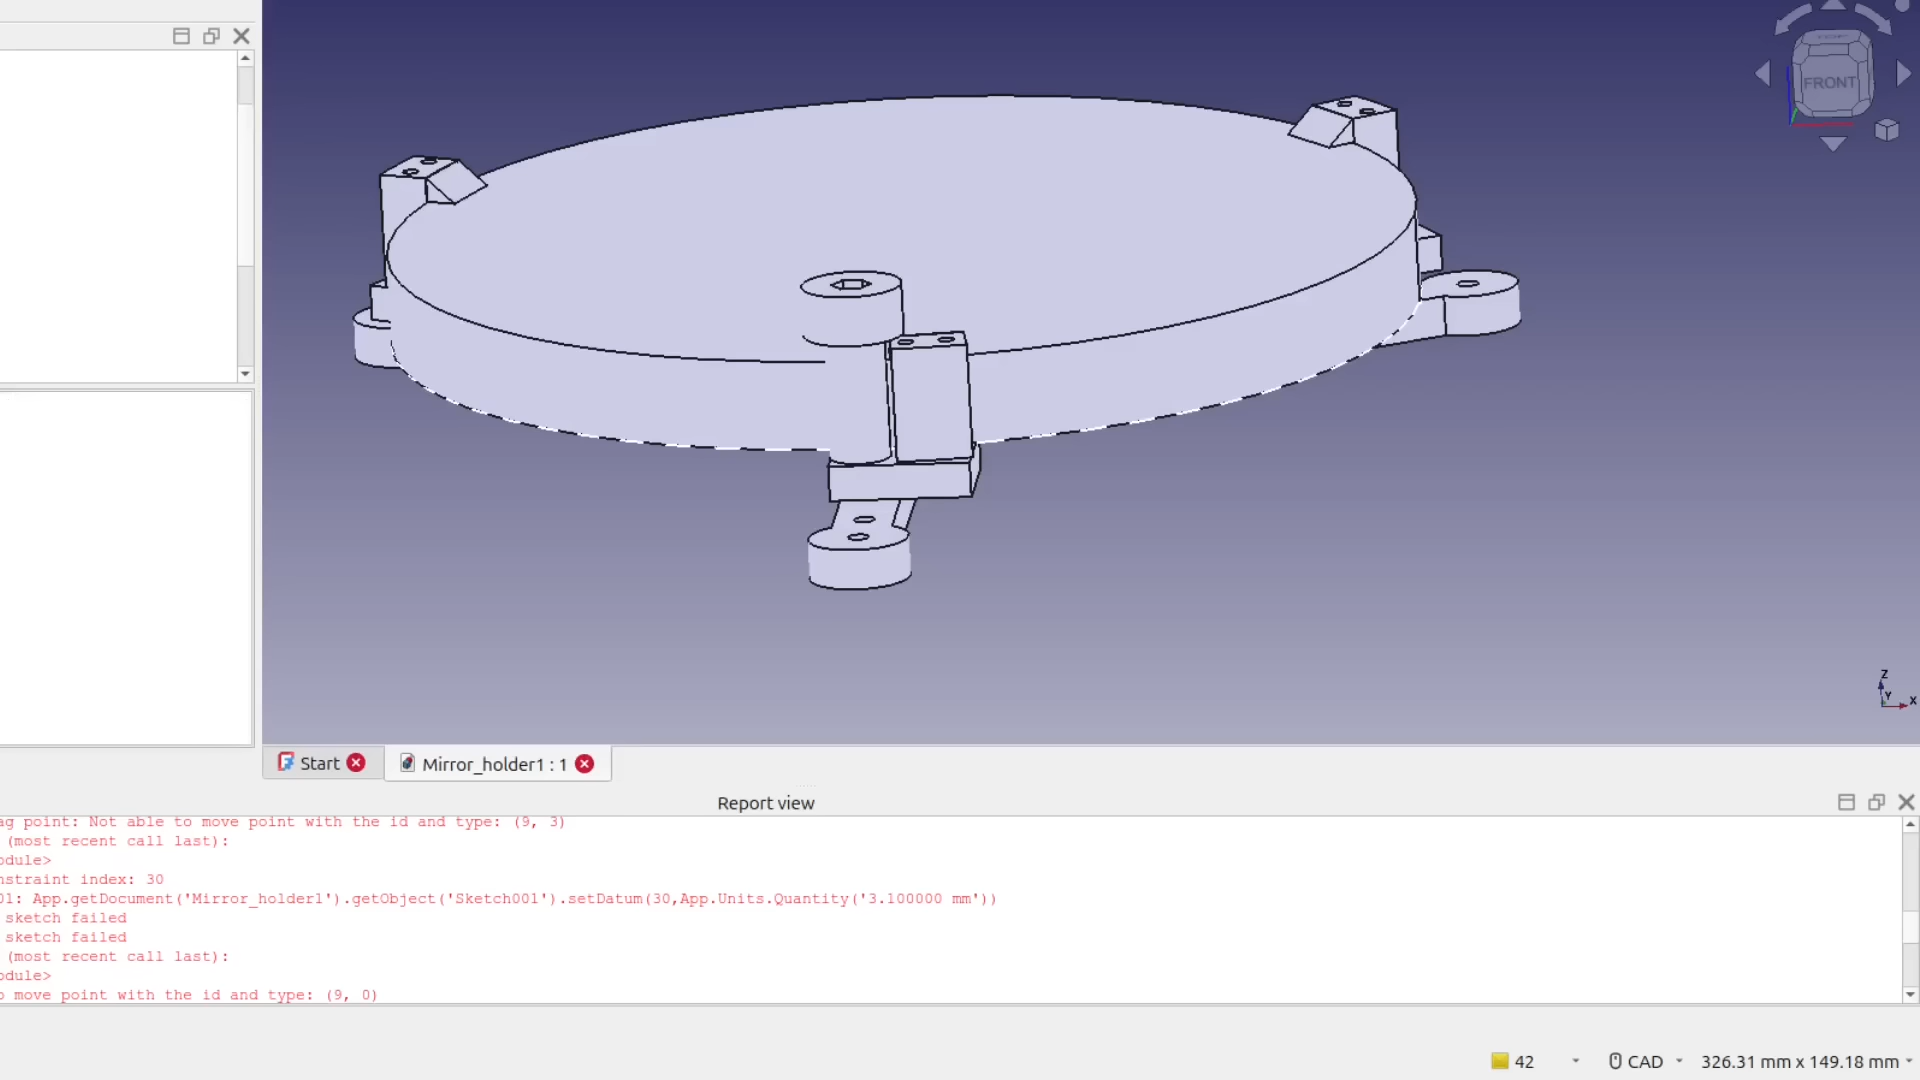 FRONT
Z
Y
X
Start
Mirror_holder1 : 1
Report view
ag point: Not able to move point with the id and type: (9, 3)
(most recent call last):
odule>
nstraint index: 30
01: App.getDocument('Mirror_holder1').getObject('Sketch001').setDatum(30,App.Units.Quantity('3.100000 mm'))
sketch failed
sketch failed
(most recent call last):
odule>
o move point with the id and type: (9, 0)
42
CAD
326.31 mm x 149.18 mm